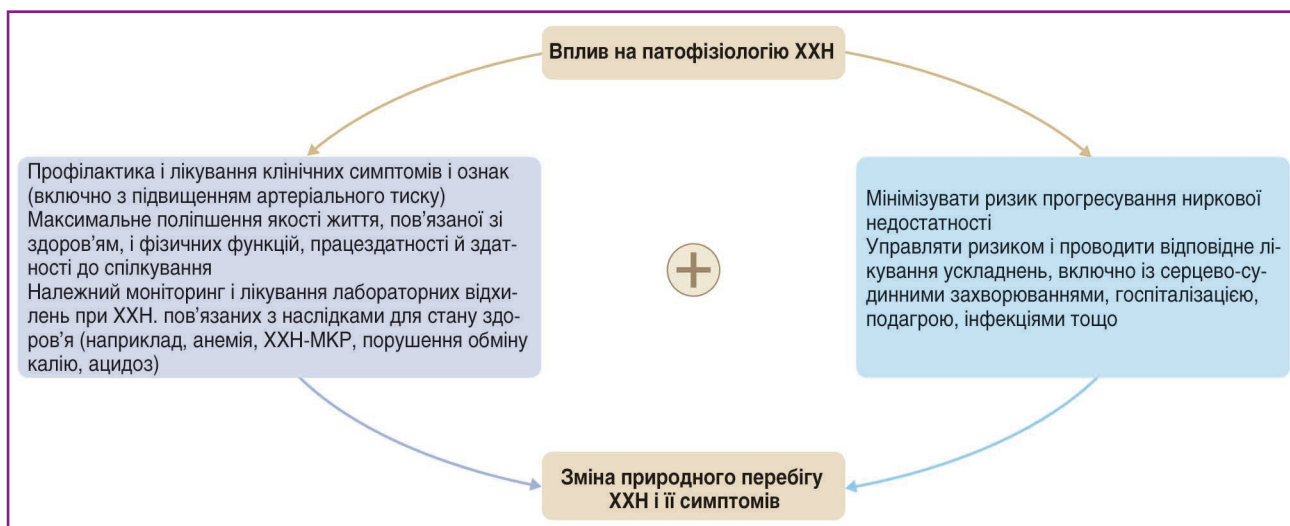 Вплив на патофізіологію ХХН
Профілактика і лікування клінічних симптомів і ознак
(включно з підвищенням артеріального тиску)
Максимальне поліпшення якості життя, пов’язаної зі
здоров’ям, і фізичних функцій, працездатності й здат-
ності до спілкування
Належний моніторинг і лікування лабораторних відхи-
лень при ХХН. пов’язаних з наслідками для стану здо-
ров’я (наприклад, анемія, ХХН-МКР, порушення обміну
калію, ацидоз)
Мінімізувати ризик прогресування ниркової
недостатності
Управляти ризиком і проводити відповідне лі-
кування ускладнень, включно із серцево-су-
динними захворюваннями, госпіталізацією,
подагрою, інфекціями тощо
Зміна природного перебігу
ХХН і її симптомів